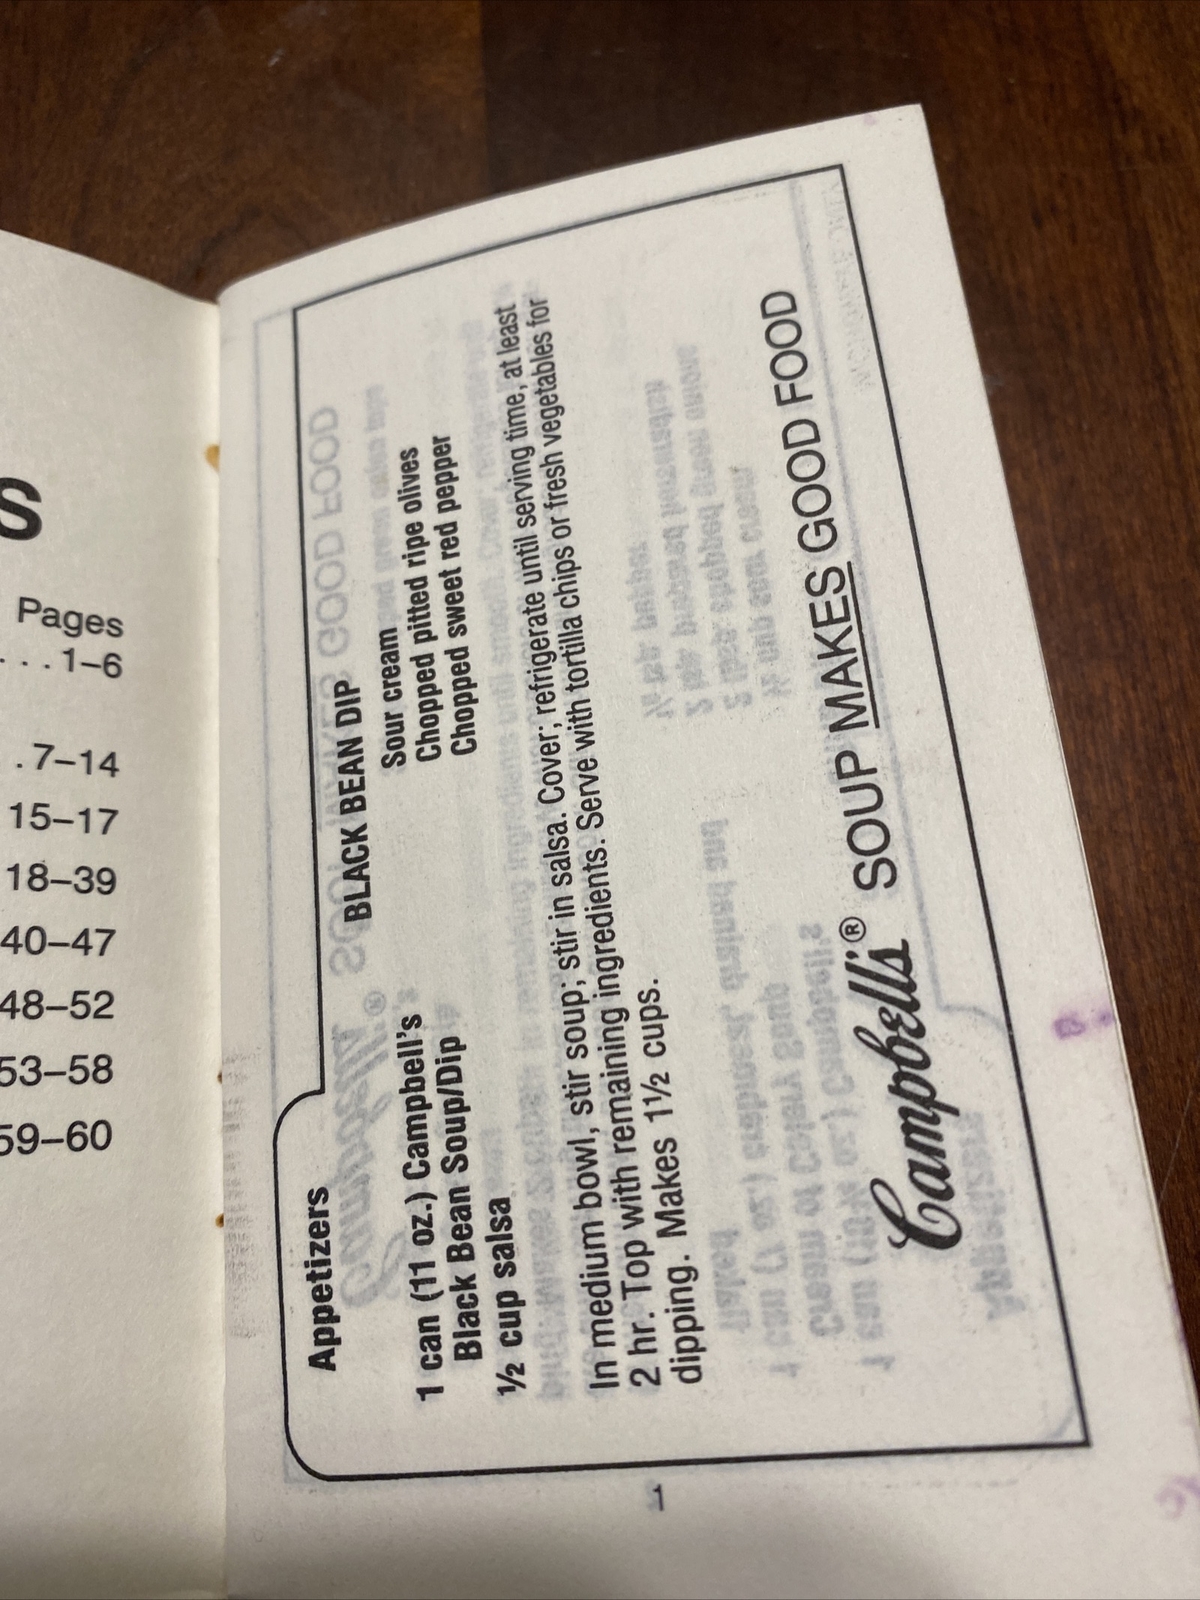 S
Pages
. . . 1–6
. 7–14
15–17
18–39
40–47
48–52
53–58
59–60
Appetizers
BLACK BEAN DIP
1 can (11 oz.) Campbell's
Black Bean Soup/Dip
½ cup salsa
Sour cream
Chopped pitted ripe olives
Chopped sweet red pepper
In medium bowl, stir soup; stir in salsa. Cover; refrigerate until serving time, at least
2 hr. Top with remaining ingredients. Serve with tortilla chips or fresh vegetables for
dipping. Makes 1½ cups.
Campbell's® SOUP MAKES GOOD FOOD
1